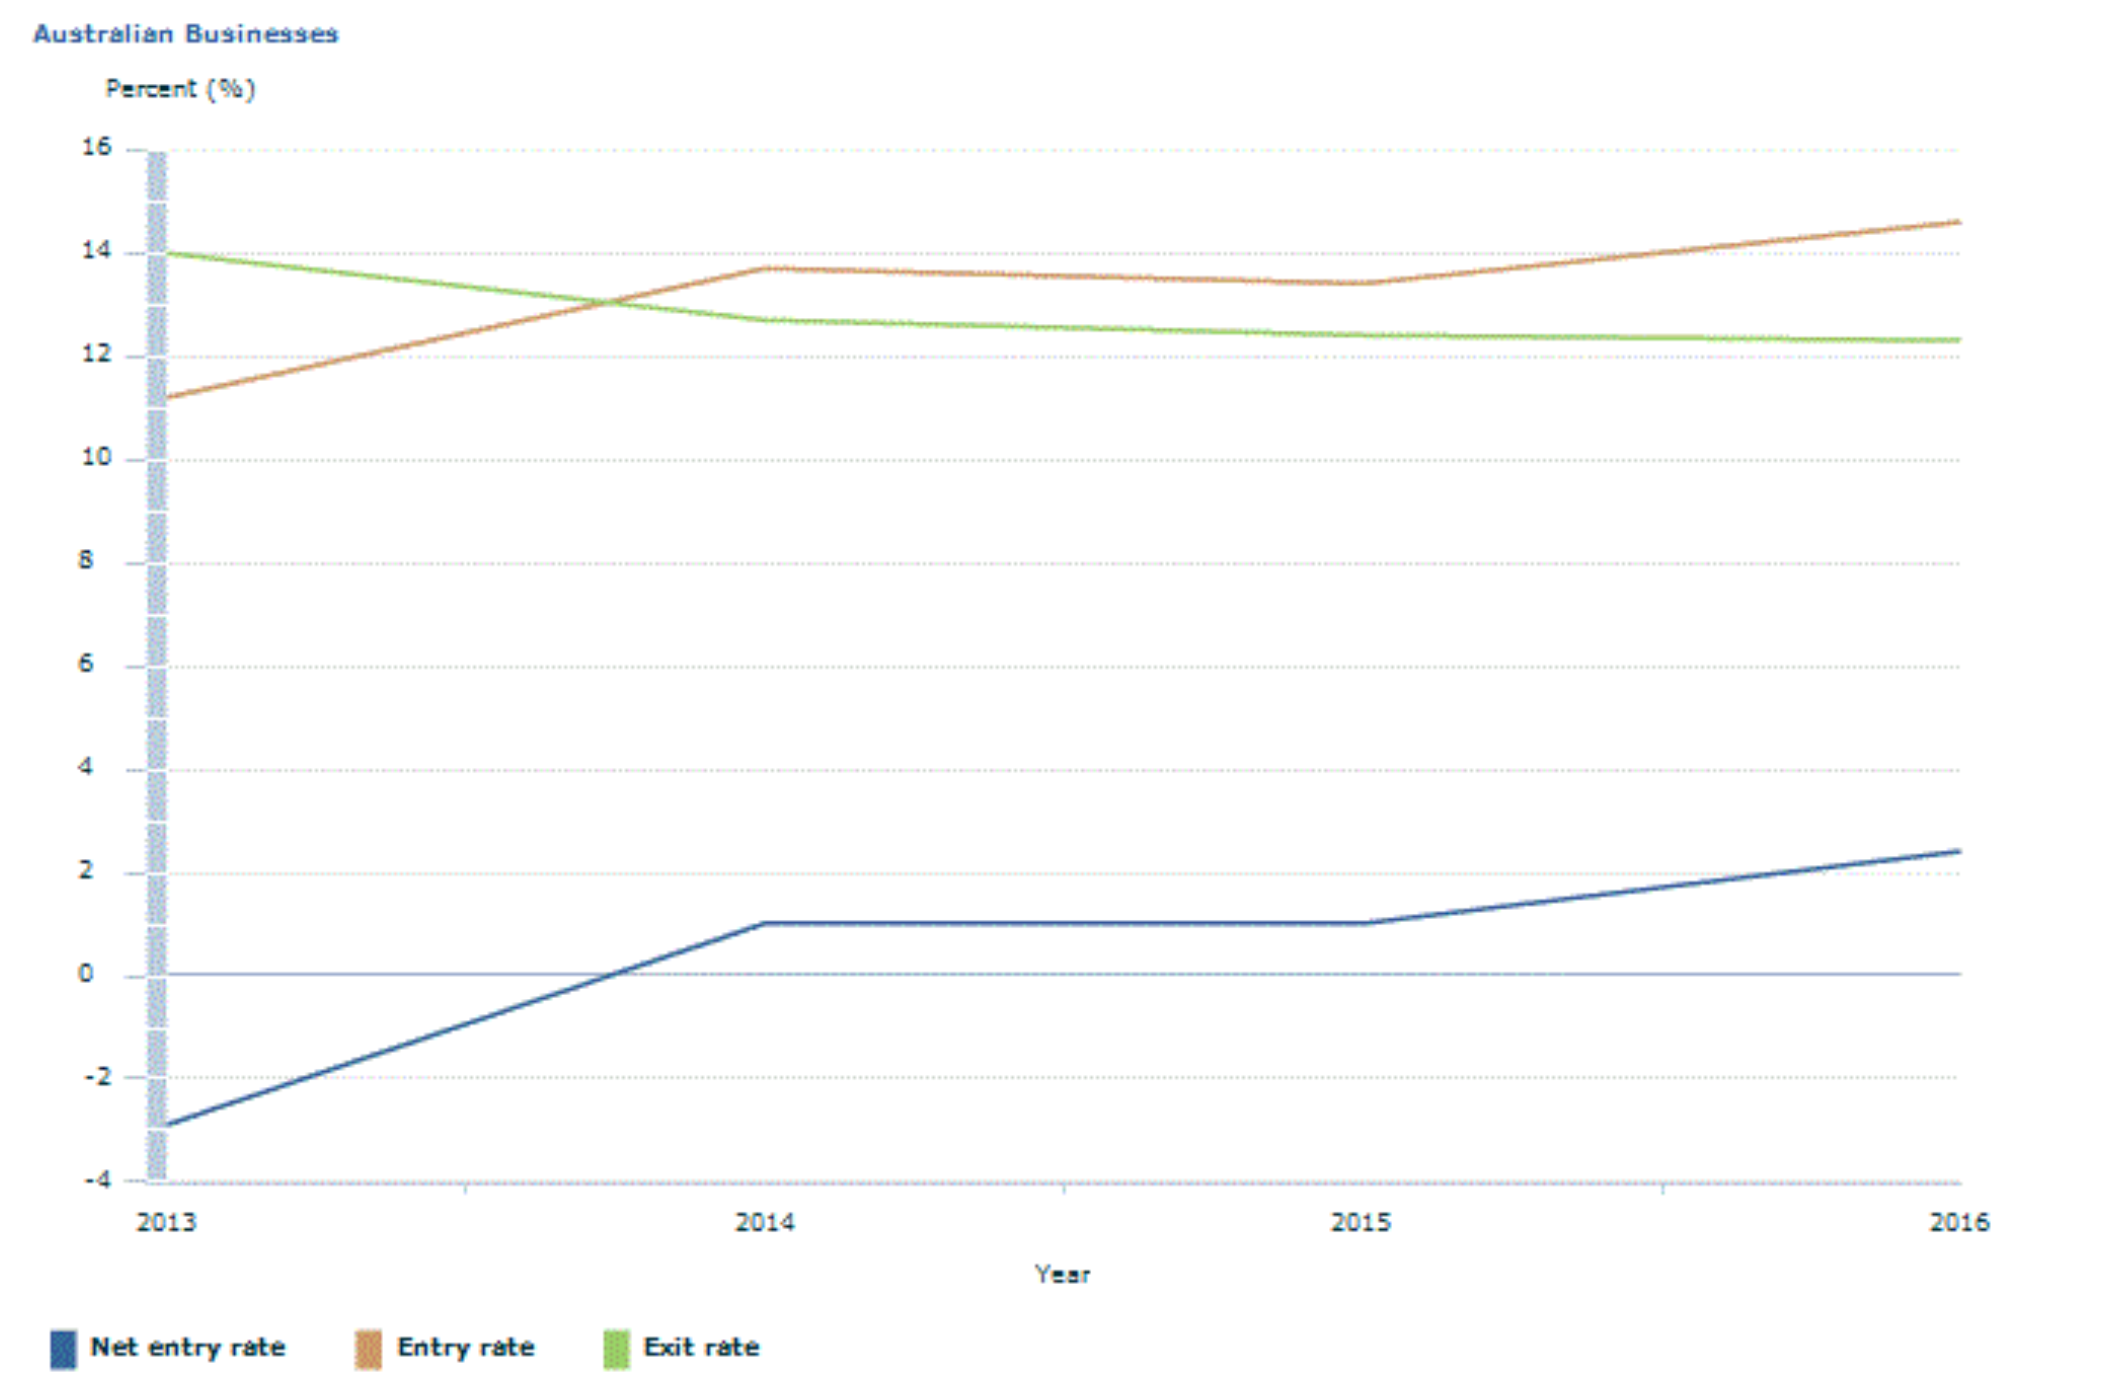 Australian Businesses
Percent (%)
16
14
12
10
8
6
4
2
0
-2
-4
2013 2014 2015 2016
Year
Net entry rate Entry rate Exit rate